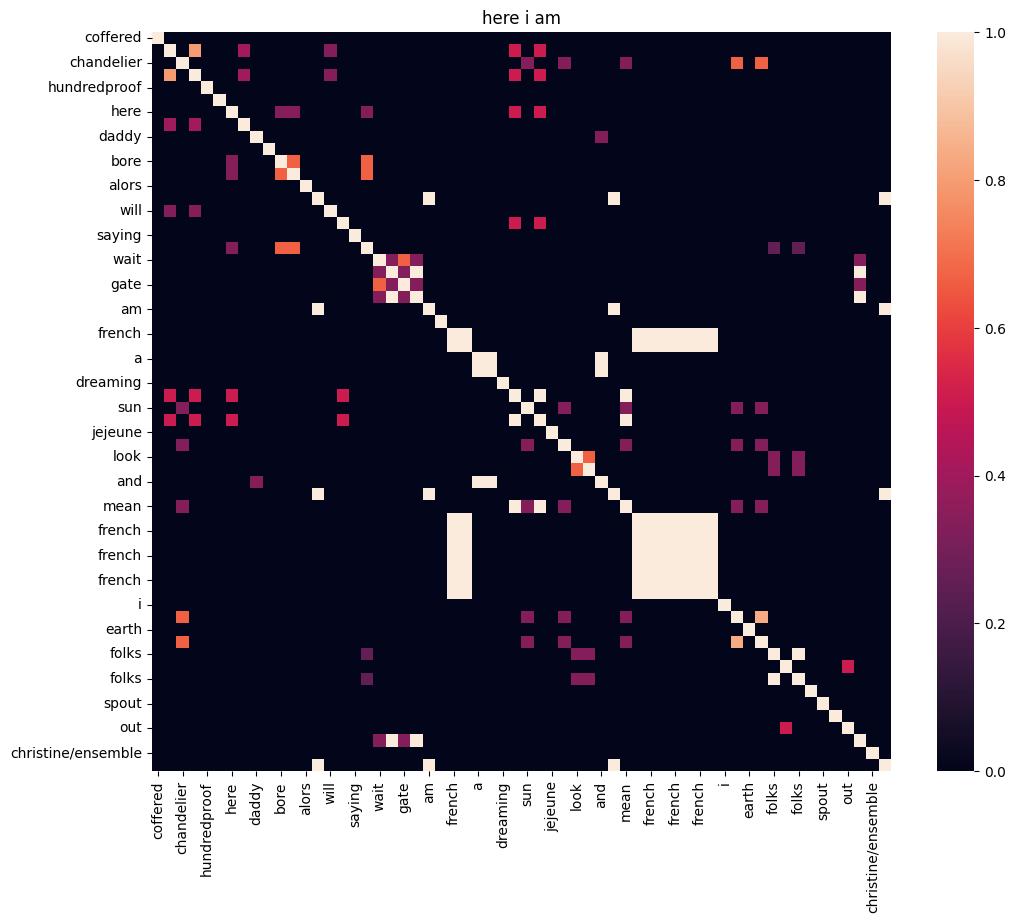 here i am
coffered
chandelier
hundredproof
here
daddy
bore
alors
will
saying
wait
gate
am
french
a
dreaming
sun
jejeune
look
and
mean
french
french
french
i
earth
folks
folks
spout
out
christine/ensemble
1.0
0.8
0.6
0.4
0.2
0.0
coffered
chandelier
hundredproof
here
daddy
bore
alors
will
saying
wait
gate
am
french
a
dreaming
sun
jejeune
look
and
mean
french
french
french
i
earth
folks
folks
spout
out
christine/ensemble